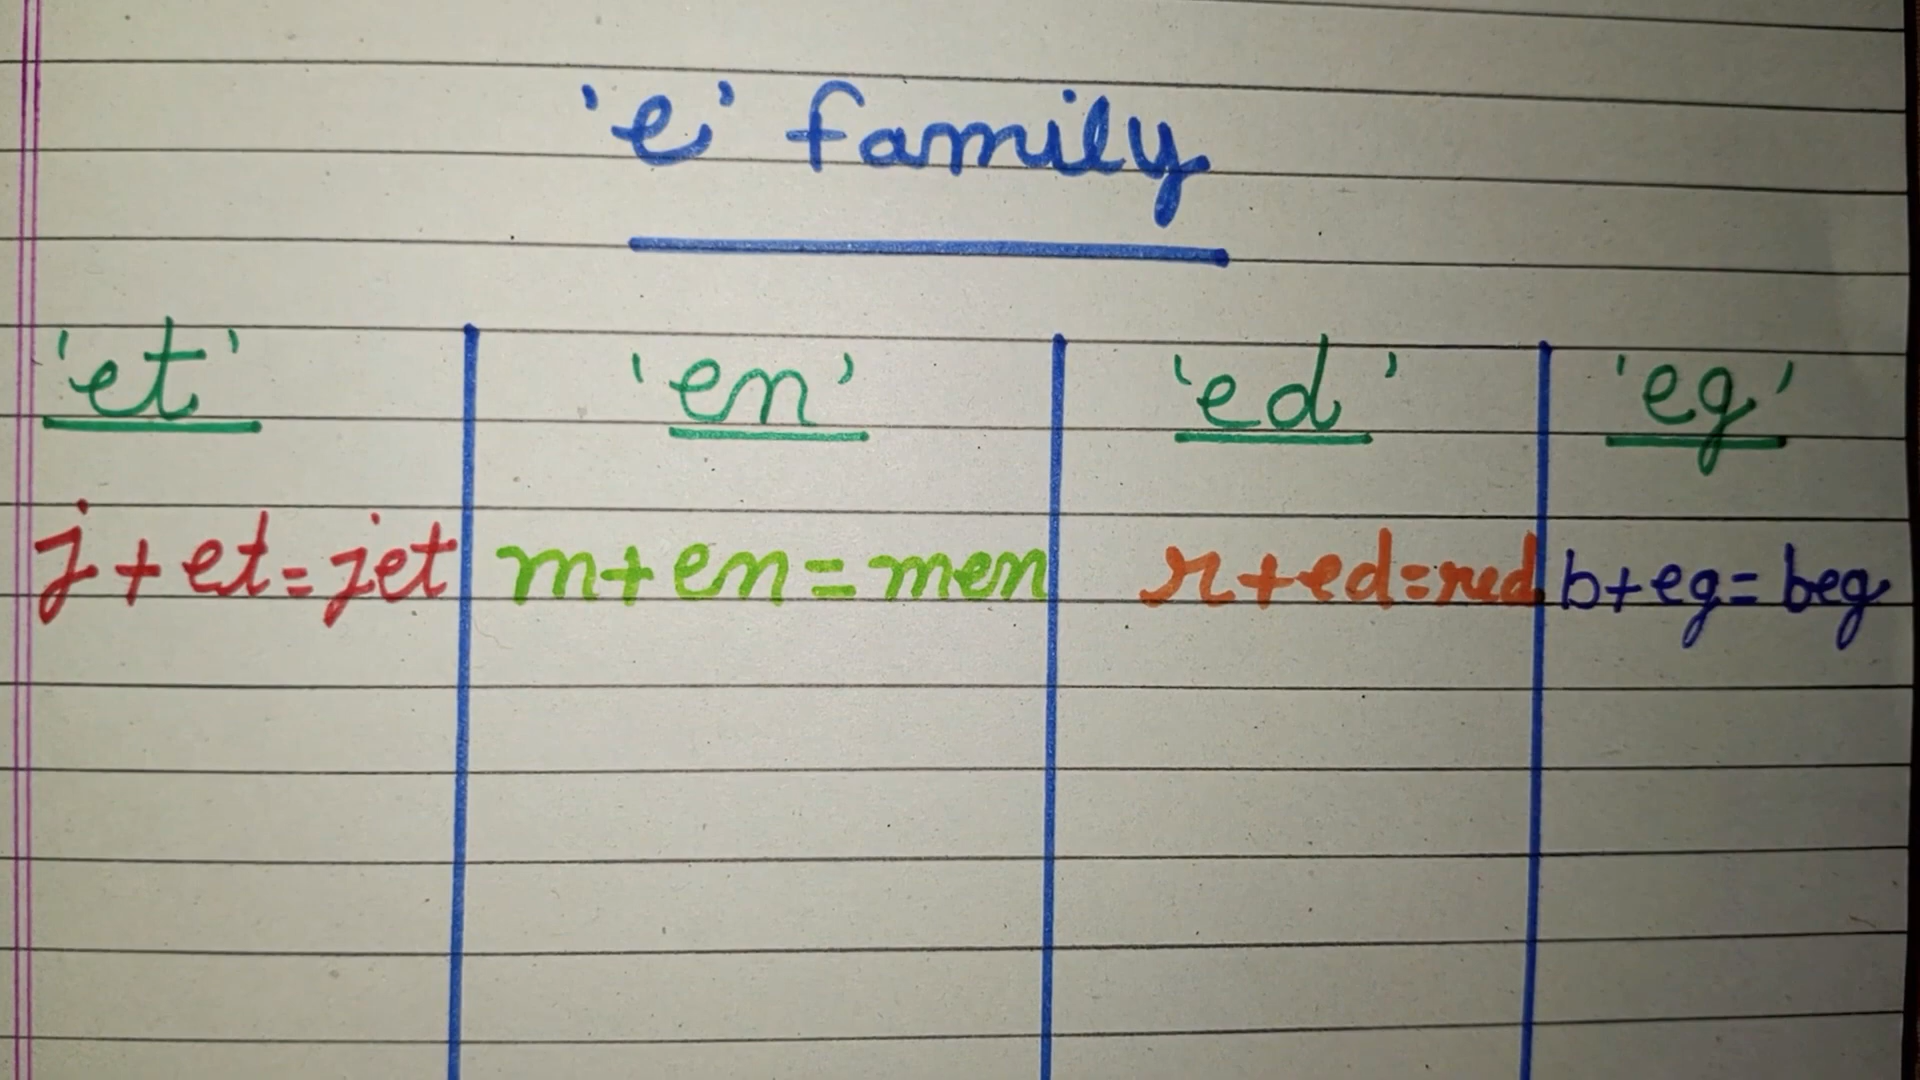 'e' family
'et' 'en' 'ed' 'eg'
j+et=jet m+en=men r+ed=red b+eg=beg